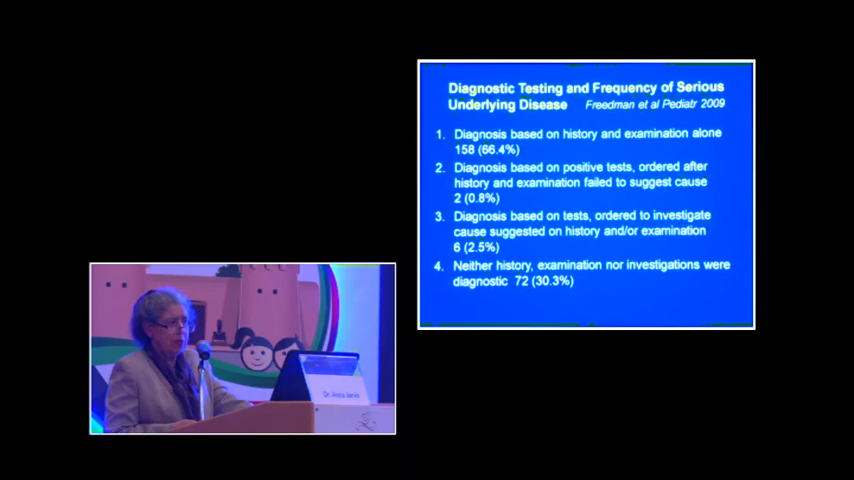 Diagnostic Testing and Frequency of Serious
Underlying Disease Freedman et al Pediatr 2009
1. Diagnosis based on history and examination alone
158 (66.4%)
2. Diagnosis based on positive tests, ordered after
history and examination failed to suggest cause
2 (0.8%)
3. Diagnosis based on tests, ordered to investigate
cause suggested on history and/or examination
6 (2.5%)
4. Neither history, examination nor investigations were
diagnostic 72 (30.3%)
Dr. Anna Jarvis